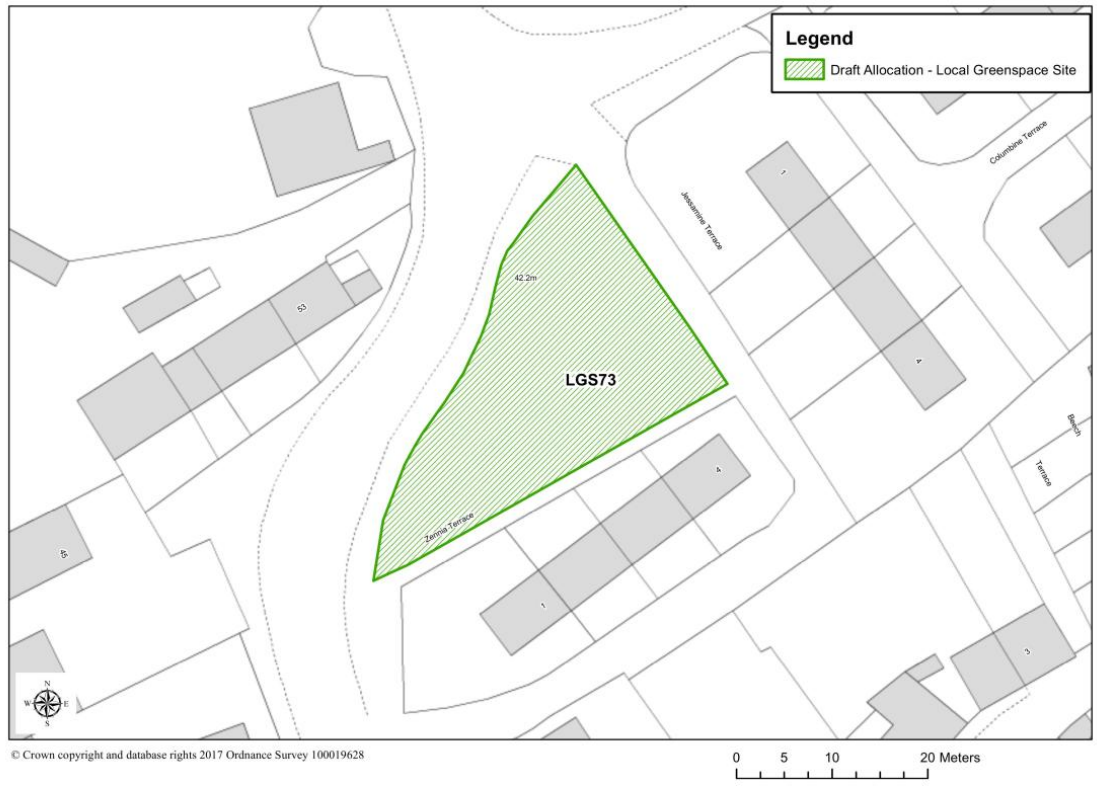 Legend
Draft Allocation - Local Greenspace Site
Columbine Terrace
1
Jessamine Terrace
42.2m
53
4
LGS73
Beech
Terrace
4
Zennia Terrace
45
1
3
N
W E
S
© Crown copyright and database rights 2017 Ordnance Survey 100019628
0 5 10 20 Meters